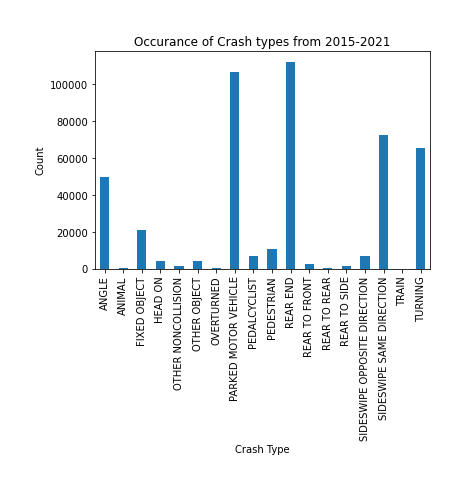 Occurance of Crash types from 2015-2021
Count
100000
80000
60000
40000
20000
0
ANGLE
ANIMAL
FIXED OBJECT
HEAD ON
OTHER NONCOLLISION
OTHER OBJECT
OVERTURNED
PARKED MOTOR VEHICLE
PEDALCYCLIST
PEDESTRIAN
REAR END
REAR TO FRONT
REAR TO REAR
REAR TO SIDE
SIDESWIPE OPPOSITE DIRECTION
SIDESWIPE SAME DIRECTION
TRAIN
TURNING
Crash Type